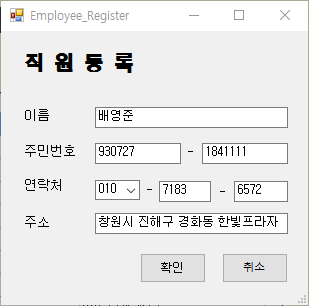 Employee_Register
직 원 등 록
이름 배영준
주민번호 930727 - 1841111
연락처 010 - 7183 - 6572
주소 창원시 진해구 경화동 한빛프라자
확인 취소